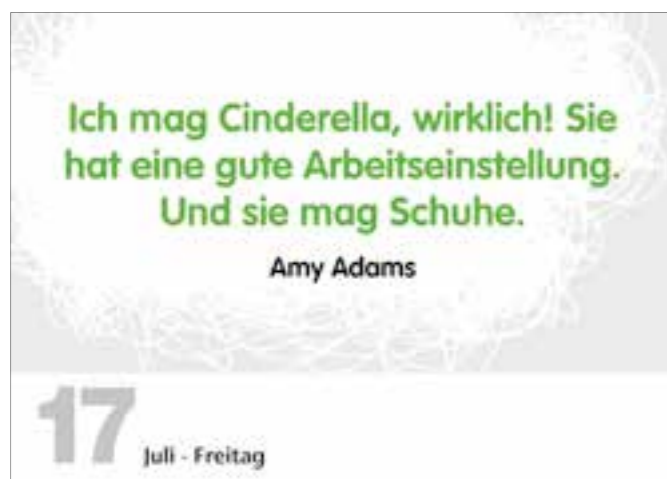 Ich mag Cinderella, wirklich! Sie
hat eine gute Arbeitseinstellung.
Und sie mag Schuhe.
Amy Adams
17
Juli - Freitag